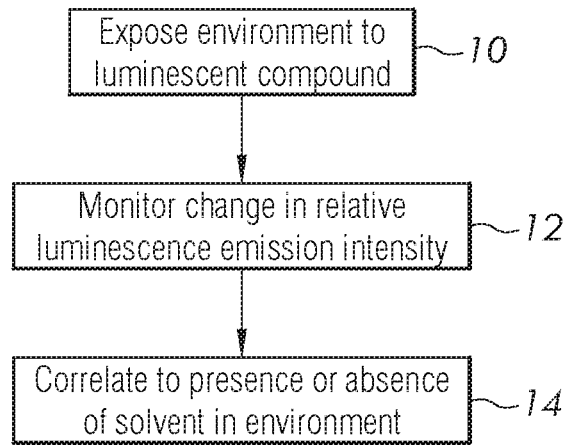 Expose environment to
luminescent compound
10
Monitor change in relative
luminescence emission intensity
12
Correlate to presence or absence
of solvent in environment
14